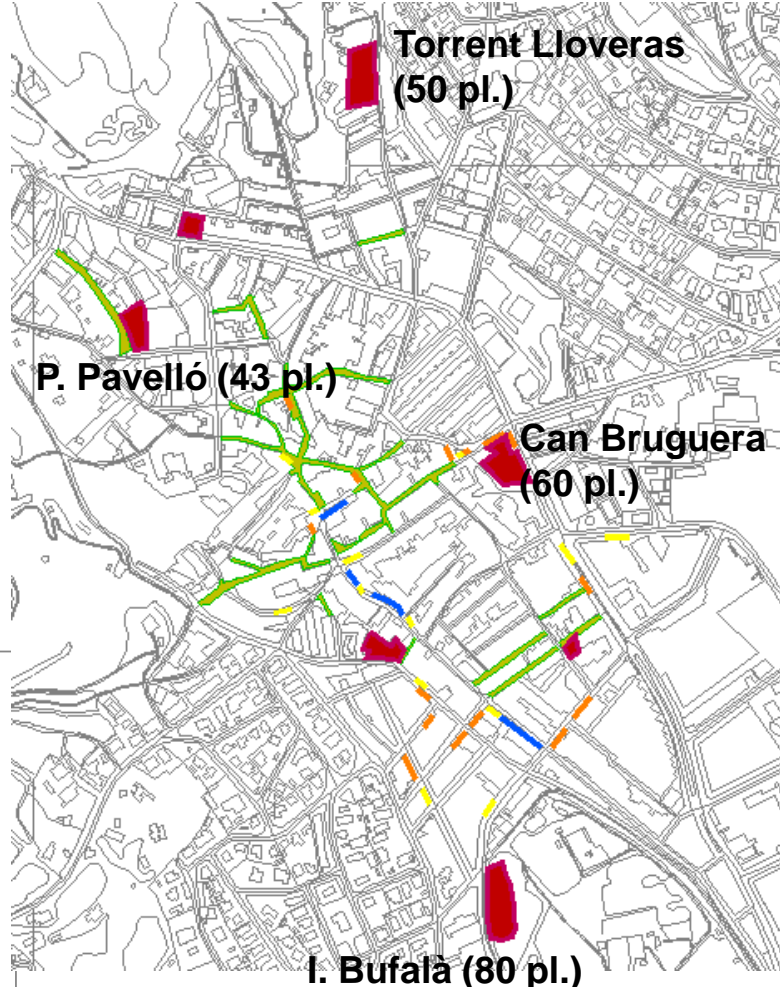 Torrent Lloveras
(50 pl.)
P. Pavelló (43 pl.)
Can Bruguera
(60 pl.)
I. Bufalà (80 pl.)